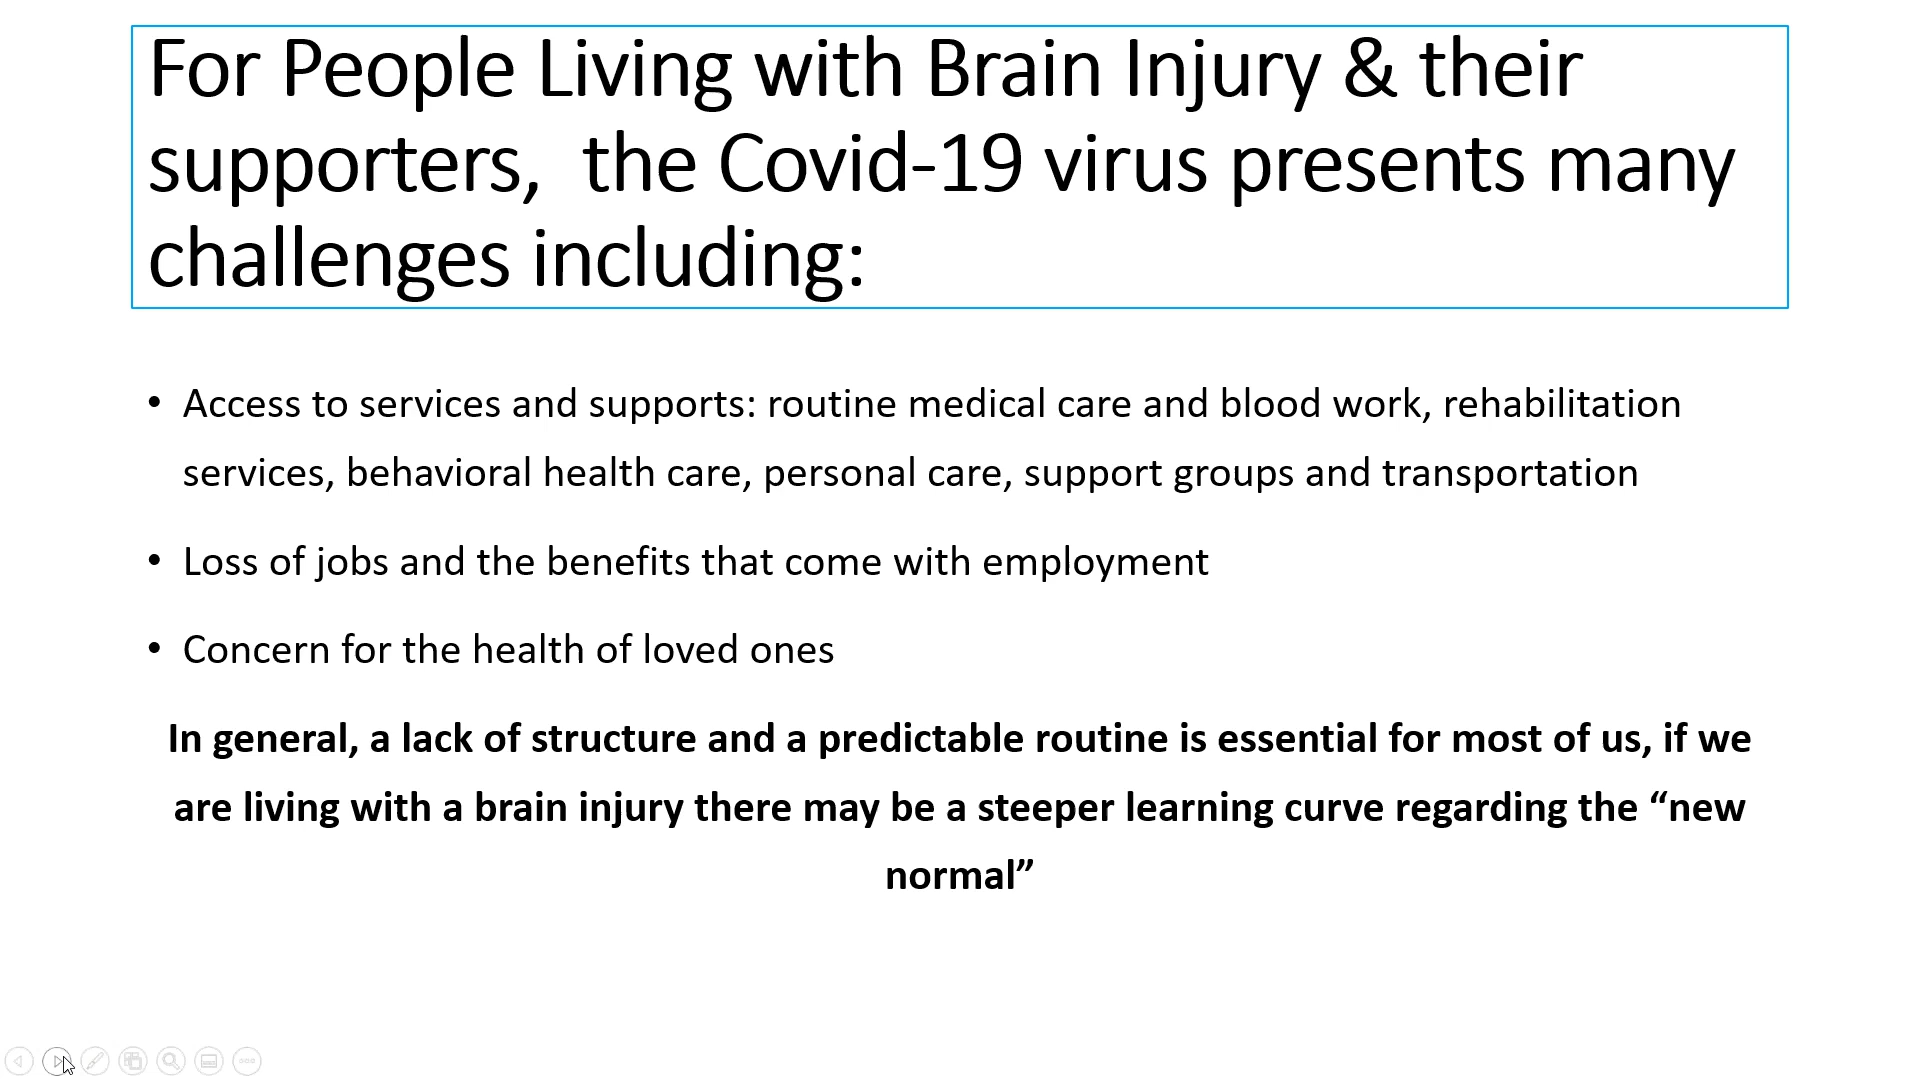 For People Living with Brain Injury & their
supporters,  the Covid-19 virus presents many
challenges including:
• Access to services and supports: routine medical care and blood work, rehabilitation
services, behavioral health care, personal care, support groups and transportation
• Loss of jobs and the benefits that come with employment
• Concern for the health of loved ones
In general, a lack of structure and a predictable routine is essential for most of us, if we
are living with a brain injury there may be a steeper learning curve regarding the “new
normal”